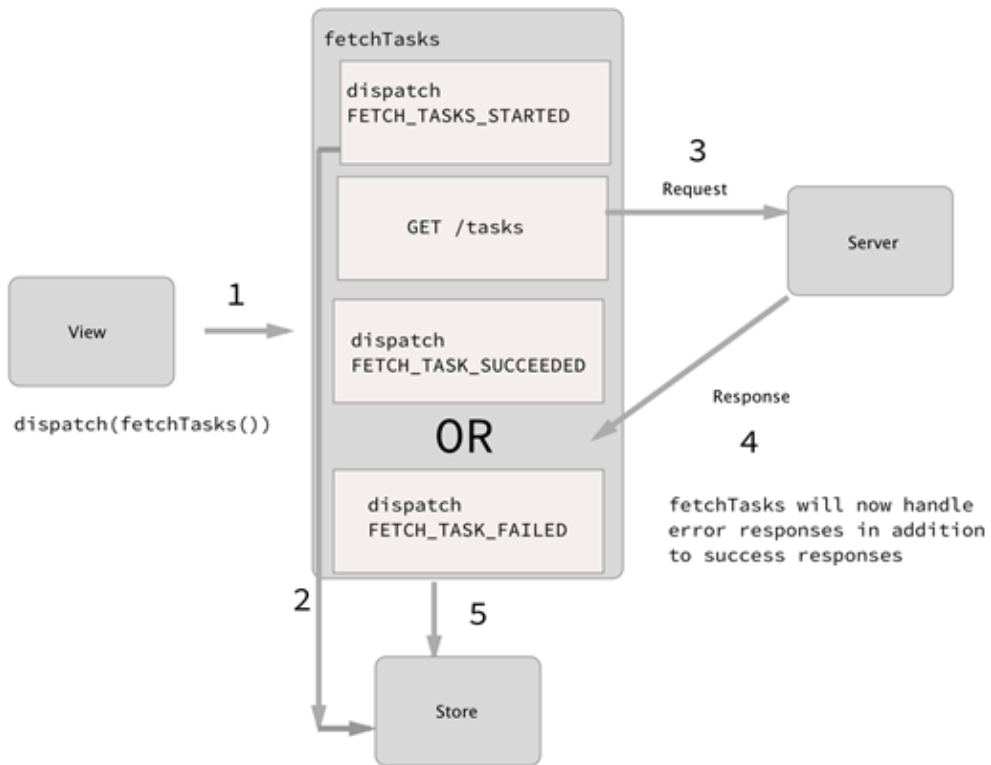 fetchTasks
dispatch
FETCH_TASKS_STARTED
3
Request
GET /tasks
Server
1
View
dispatch
FETCH_TASK_SUCCEEDED
dispatch(fetchTasks())
Response
OR
4
dispatch
FETCH_TASK_FAILED
fetchTasks will now handle
error responses in addition
to success responses
2
5
Store